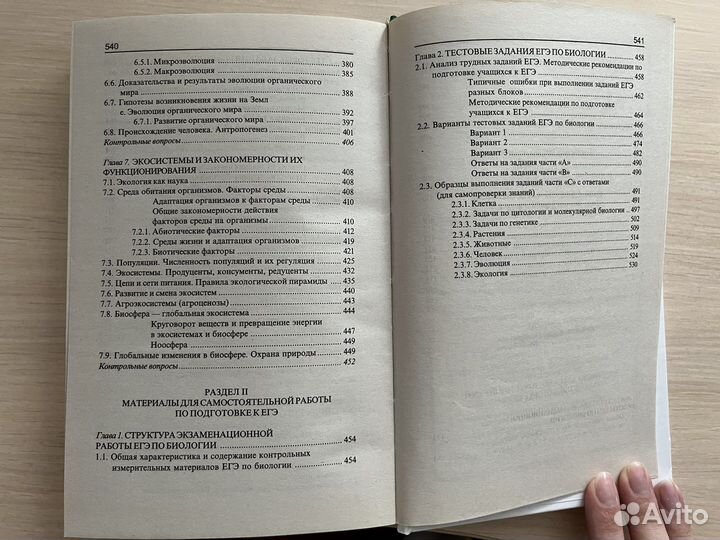 540
6.5.1. Микроэволюция 380
6.5.2. Макроэволюция 385
6.6. Доказательства и результаты эволюции органического
мира 388
6.7. Гипотезы возникновения жизни на Земл
е. Эволюция органического мира 392
6.7.1. Развитие органического мира 397
6.8. Происхождение человека. Антропогенез 401
Контрольные вопросы 406
Глава 7. ЭКОСИСТЕМЫ И ЗАКОНОМЕРНОСТИ ИХ
ФУНКЦИОНИРОВАНИЯ 408
7.1. Экология как наука 408
7.2. Среда обитания организмов. Факторы среды
Адаптация организмов к факторам среды 410
Общие закономерности действия
факторов среды на организмы 410
7.2.1. Абиотические факторы 412
7.2.2. Среды жизни и адаптация организмов 419
7.2.3. Биотические факторы 421
7.3. Популяции. Численность популяций и их регуляция 425
7.4. Экосистемы. Продуценты, консументы, редуценты 432
7.5. Цепи и сети питания. Правила экологической пирамиды 435
7.6. Развитие и смена экосистем 440
7.7. Агроэкосистемы (агроценозы) 443
7.8. Биосфера — глобальная экосистема 444
Круговорот веществ и превращение энергии
в экосистемах и биосфере 447
Ноосфера 449
7.9. Глобальные изменения в биосфере. Охрана природы 449
Контрольные вопросы 452
РАЗДЕЛ II
МАТЕРИАЛЫ ДЛЯ САМОСТОЯТЕЛЬНОЙ РАБОТЫ
ПО ПОДГОТОВКЕ К ЕГЭ
Глава 1. СТРУКТУРА ЭКЗАМЕНАЦИОННОЙ
РАБОТЫ ЕГЭ ПО БИОЛОГИИ 454
1.1. Общая характеристика и содержание контрольных
измерительных материалов ЕГЭ по биологии 454
541
Глава 2. ТЕСТОВЫЕ ЗАДАНИЯ ЕГЭ ПО БИОЛОГИИ 458
2.1. Анализ трудных заданий ЕГЭ. Методические рекомендации по
подготовке учащихся к ЕГЭ 458
Типичные ошибки при выполнении заданий ЕГЭ
разных блоков 462
Методические рекомендации по подготовке
учащихся к ЕГЭ 464
2.2. Варианты тестовых заданий ЕГЭ по биологии 466
Вариант 1 466
Вариант 2 474
Вариант 3 482
Ответы на задания части «А» 490
Ответы на задания части «В» 490
2.3. Образцы выполнения заданий части «С» с ответами
(для самопроверки знаний) 491
2.3.1. Клетка 491
2.3.2. Задачи по цитологии и молекулярной биологии 497
2.3.3. Задачи по генетике 502
2.3.4. Растения 509
2.3.5. Животные 514
2.3.6. Человек 519
2.3.7. Эволюция 524
2.3.8. Экология 530
Avito